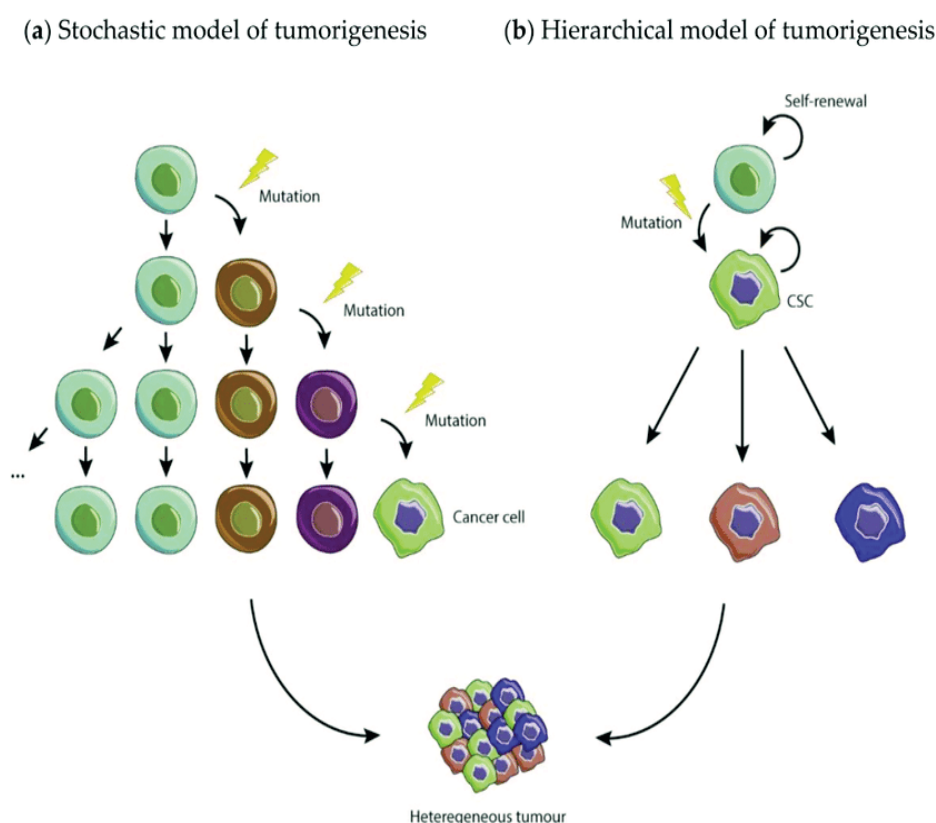 (a) Stochastic model of tumorigenesis
(b) Hierarchical model of tumorigenesis
Mutation
Mutation
Mutation
...
Cancer cell
Self-renewal
Mutation
CSC
Heteregeneous tumour